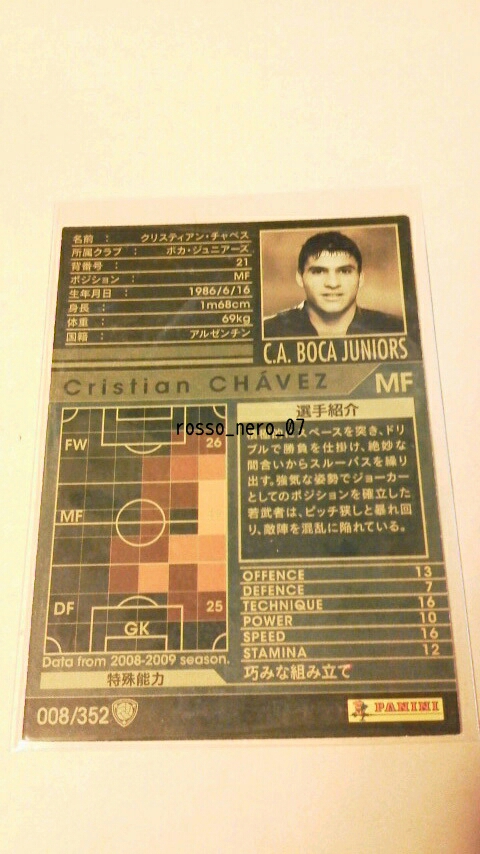 名前 : クリスティアン・チャベス
所属クラブ : ボカ・ジュニアーズ
背番号 : 21
ポジション : MF
生年月日 : 1986/6/16
身長 : 1m68cm
体重 : 69kg
国籍 : アルゼンチン
C.A. BOCA JUNIORS
Cristian CHÁVEZ MF
選手紹介
rosso_nero_07
スペースを突き、ドリ
ブルで勝負を仕掛け、絶妙な
間合いからスルーパスを繰り
出す。強気な姿勢でジョーカー
としてのポジションを確立した
若武者は、ピッチ狭しと暴れ回
り、敵陣を混乱に陥れている。
FW 26
MF
DF 25
GK
Data from 2008-2009 season.
OFFENCE 13
DEFENCE 7
TECHNIQUE 16
POWER 10
SPEED 16
STAMINA 12
特殊能力 巧みな組み立て
008/352
PANINI